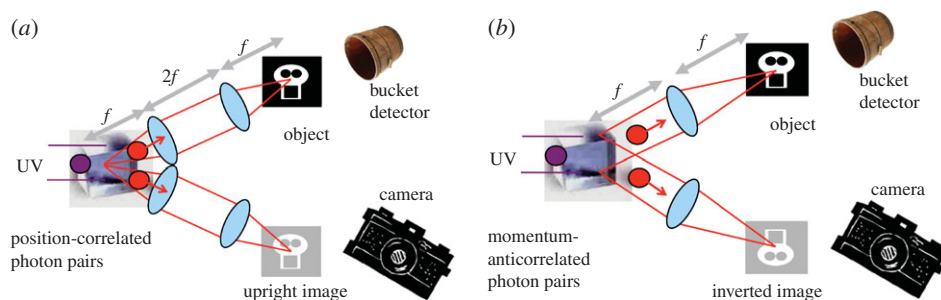 (a)
f
2f
f
bucket
detector
object
UV
camera
position-correlated
photon pairs
upright image
(b)
f
f
bucket
detector
object
UV
camera
momentum-
anticorrelated
photon pairs
inverted image